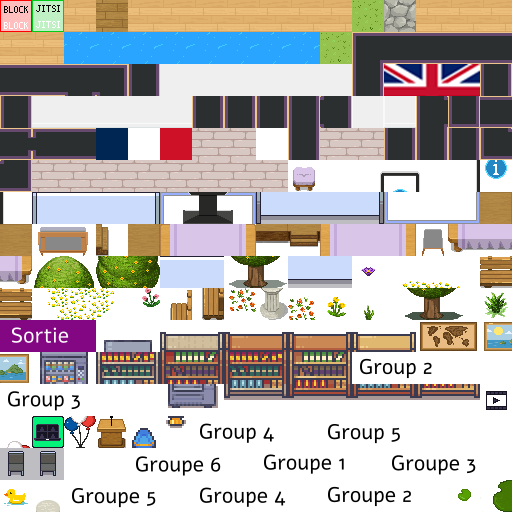 BLOCK JITSI
BLOCK JITSI
i
Sortie
Group 2
Group 3
Group 4 Group 5
Groupe 6 Groupe 1 Groupe 3
Groupe 5 Groupe 4 Groupe 2